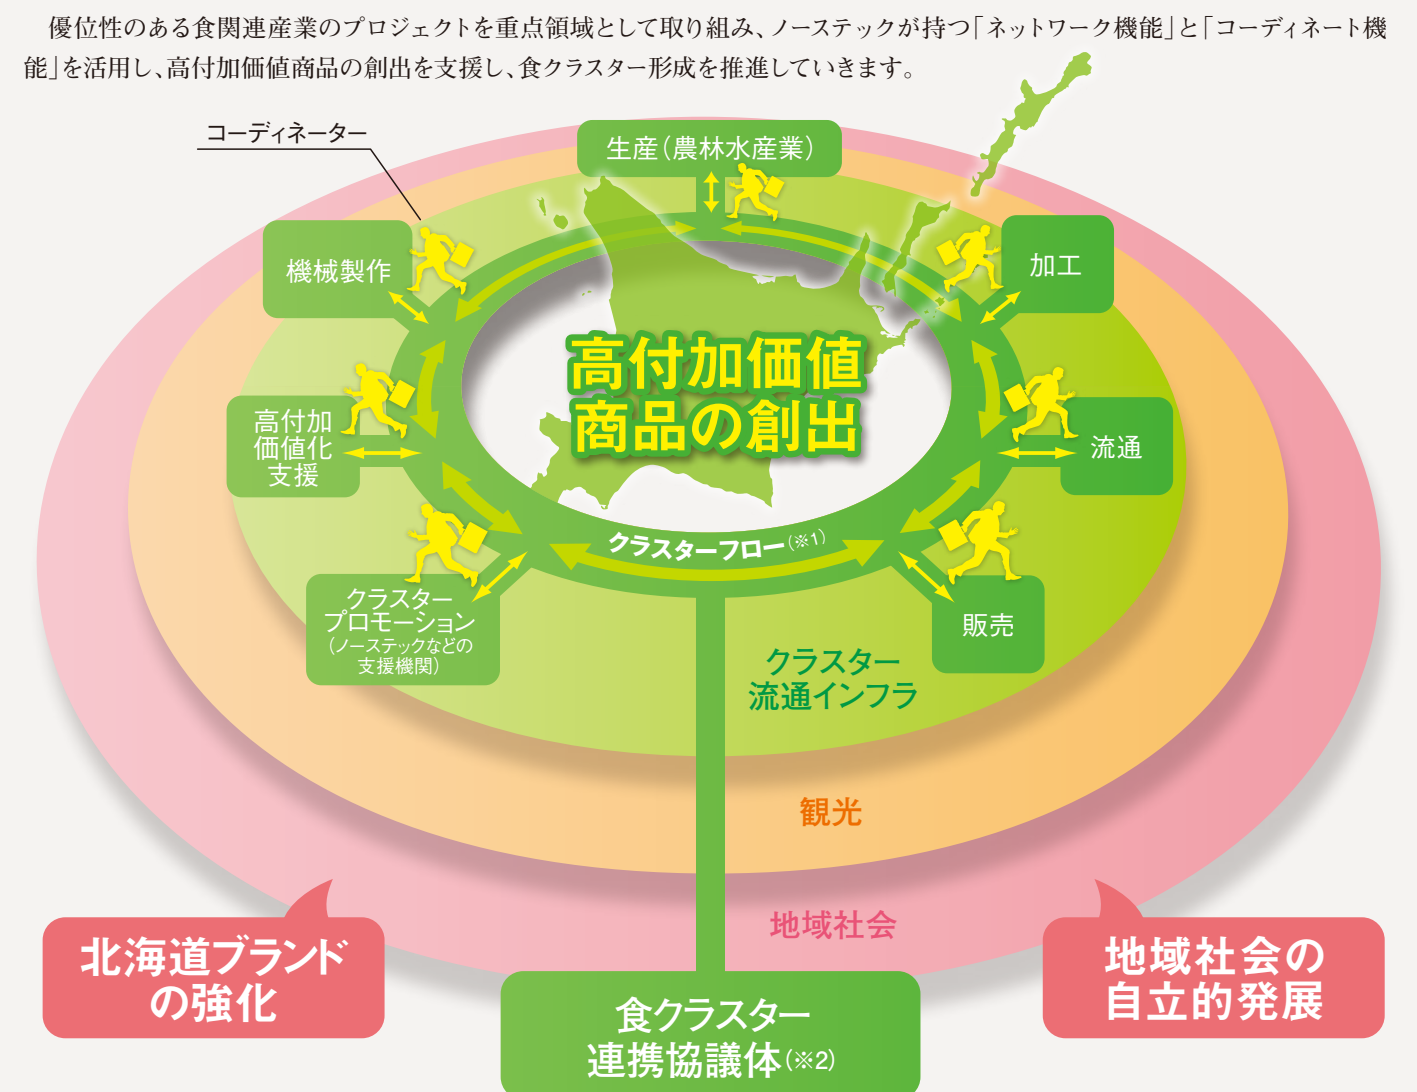 優位性のある食関連産業のプロジェクトを重点領域として取り組み、ノーステックが持つ「ネットワーク機能」と「コーディネート機
能」を活用し、高付加価値商品の創出を支援し、食クラスター形成を推進していきます。
コーディネーター
生産(農林水産業)
機械製作
加工
高付加価値
商品の創出
高付加
価値化
支援
流通
クラスターフロー(※1)
クラスター
プロモーション
(ノーステックなどの
支援機関)
販売
クラスター
流通インフラ
観光
地域社会
北海道ブランド
の強化
地域社会の
自立的発展
食クラスター
連携協議体(※2)